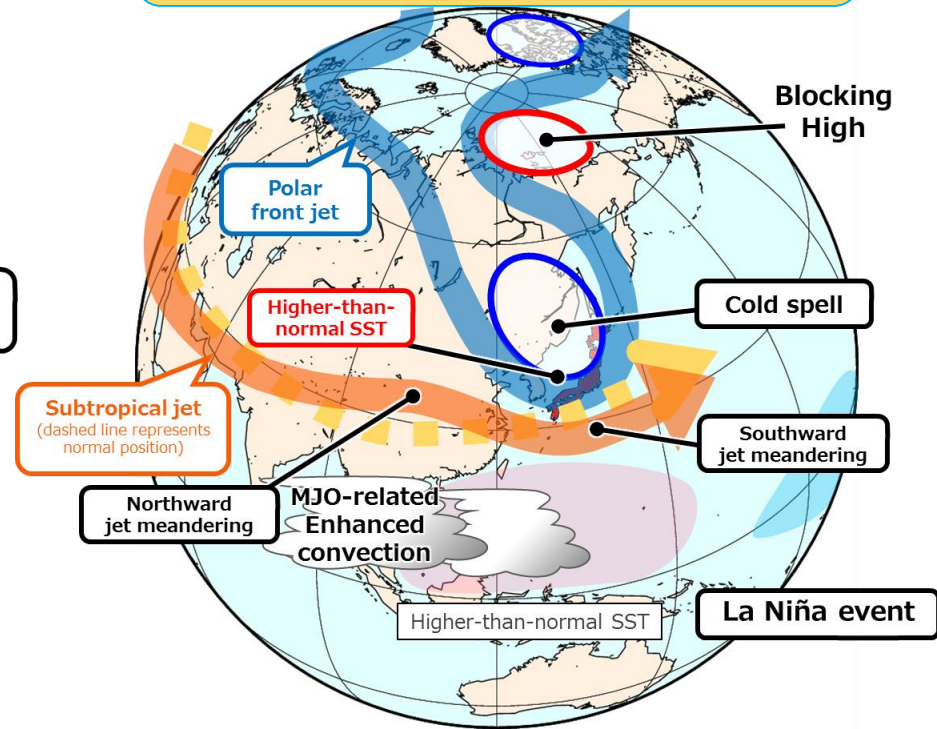 Blocking
High
Polar
front jet
Higher-than-
normal SST
Cold spell
Subtropical jet
(dashed line represents
normal position)
Southward
jet meandering
Northward
jet meandering
MJO-related
Enhanced
convection
Higher-than-normal SST
La Niña event